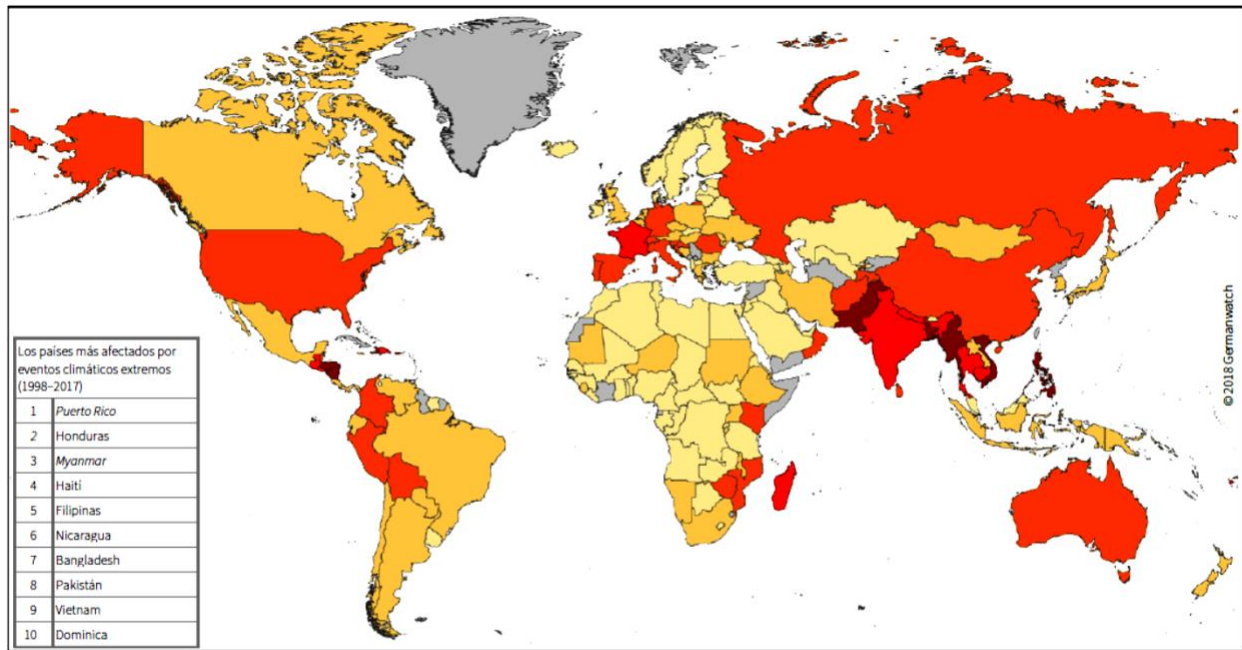 Los países más afectados por
eventos climáticos extremos
(1998–2017)
1 Puerto Rico
2 Honduras
3 Myanmar
4 Haití
5 Filipinas
6 Nicaragua
7 Bangladesh
8 Pakistán
9 Vietnam
10 Dominica
©2018 Germanwatch